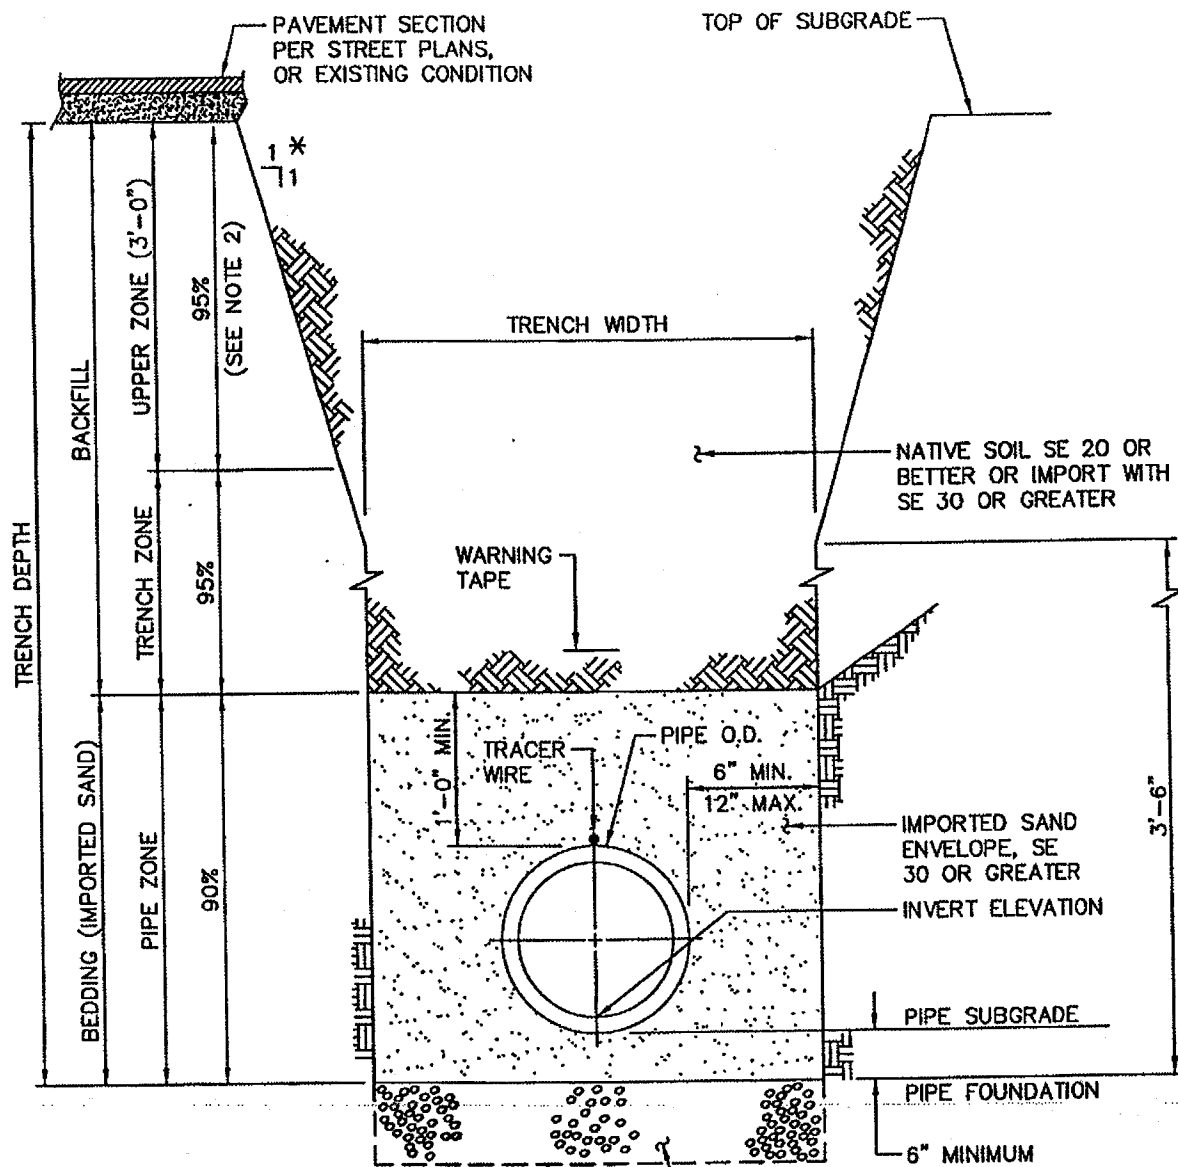 PAVEMENT SECTION
PER STREET PLANS,
OR EXISTING CONDITION
TOP OF SUBGRADE
1 *
1
TRENCH DEPTH
BACKFILL
UPPER ZONE (3'-0")
95%
(SEE NOTE 2)
TRENCH ZONE
95%
BEDDING (IMPORTED SAND)
PIPE ZONE
90%
TRENCH WIDTH
NATIVE SOIL SE 20 OR
BETTER OR IMPORT WITH
SE 30 OR GREATER
WARNING
TAPE
1'-0" MIN.
TRACER
WIRE
PIPE O.D.
6" MIN.
12" MAX.
3'-6"
IMPORTED SAND
ENVELOPE, SE
30 OR GREATER
INVERT ELEVATION
PIPE SUBGRADE
PIPE FOUNDATION
6" MINIMUM